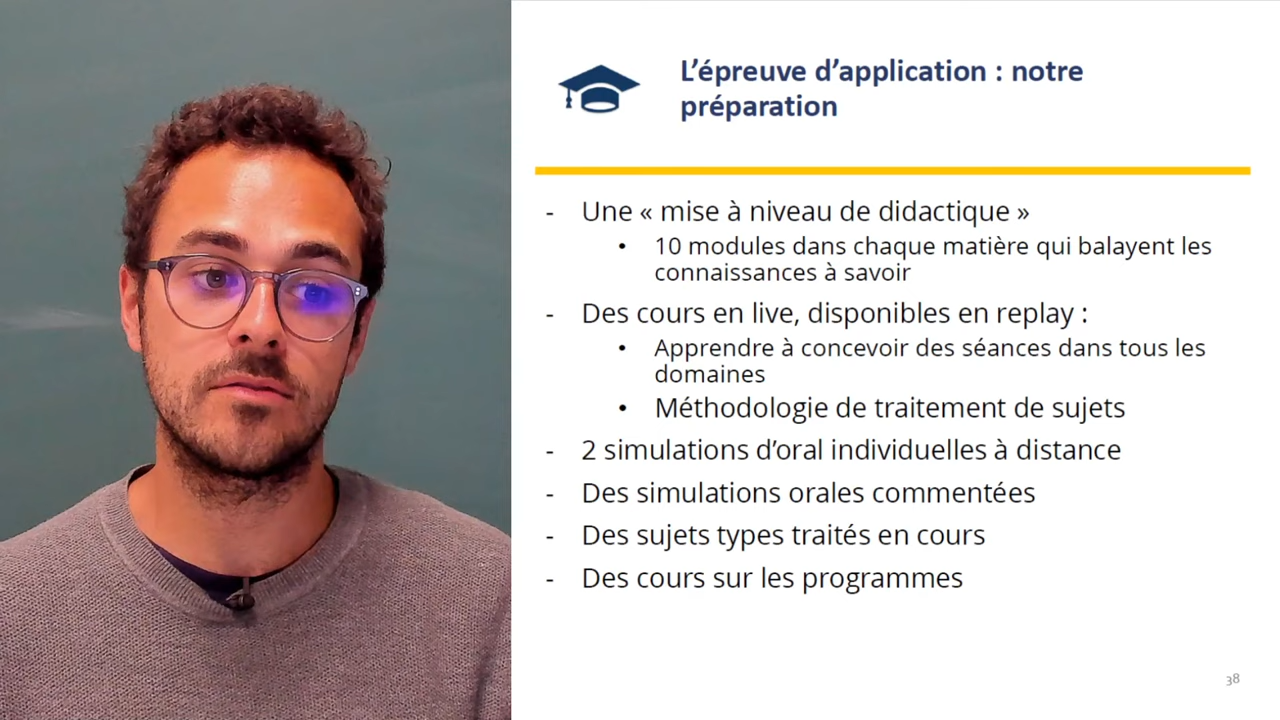 L’épreuve d’application : notre
préparation
- Une « mise à niveau de didactique »
• 10 modules dans chaque matière qui balayent les
connaissances à savoir
- Des cours en live, disponibles en replay :
• Apprendre à concevoir des séances dans tous les
domaines
• Méthodologie de traitement de sujets
- 2 simulations d’oral individuelles à distance
- Des simulations orales commentées
- Des sujets types traités en cours
- Des cours sur les programmes
38